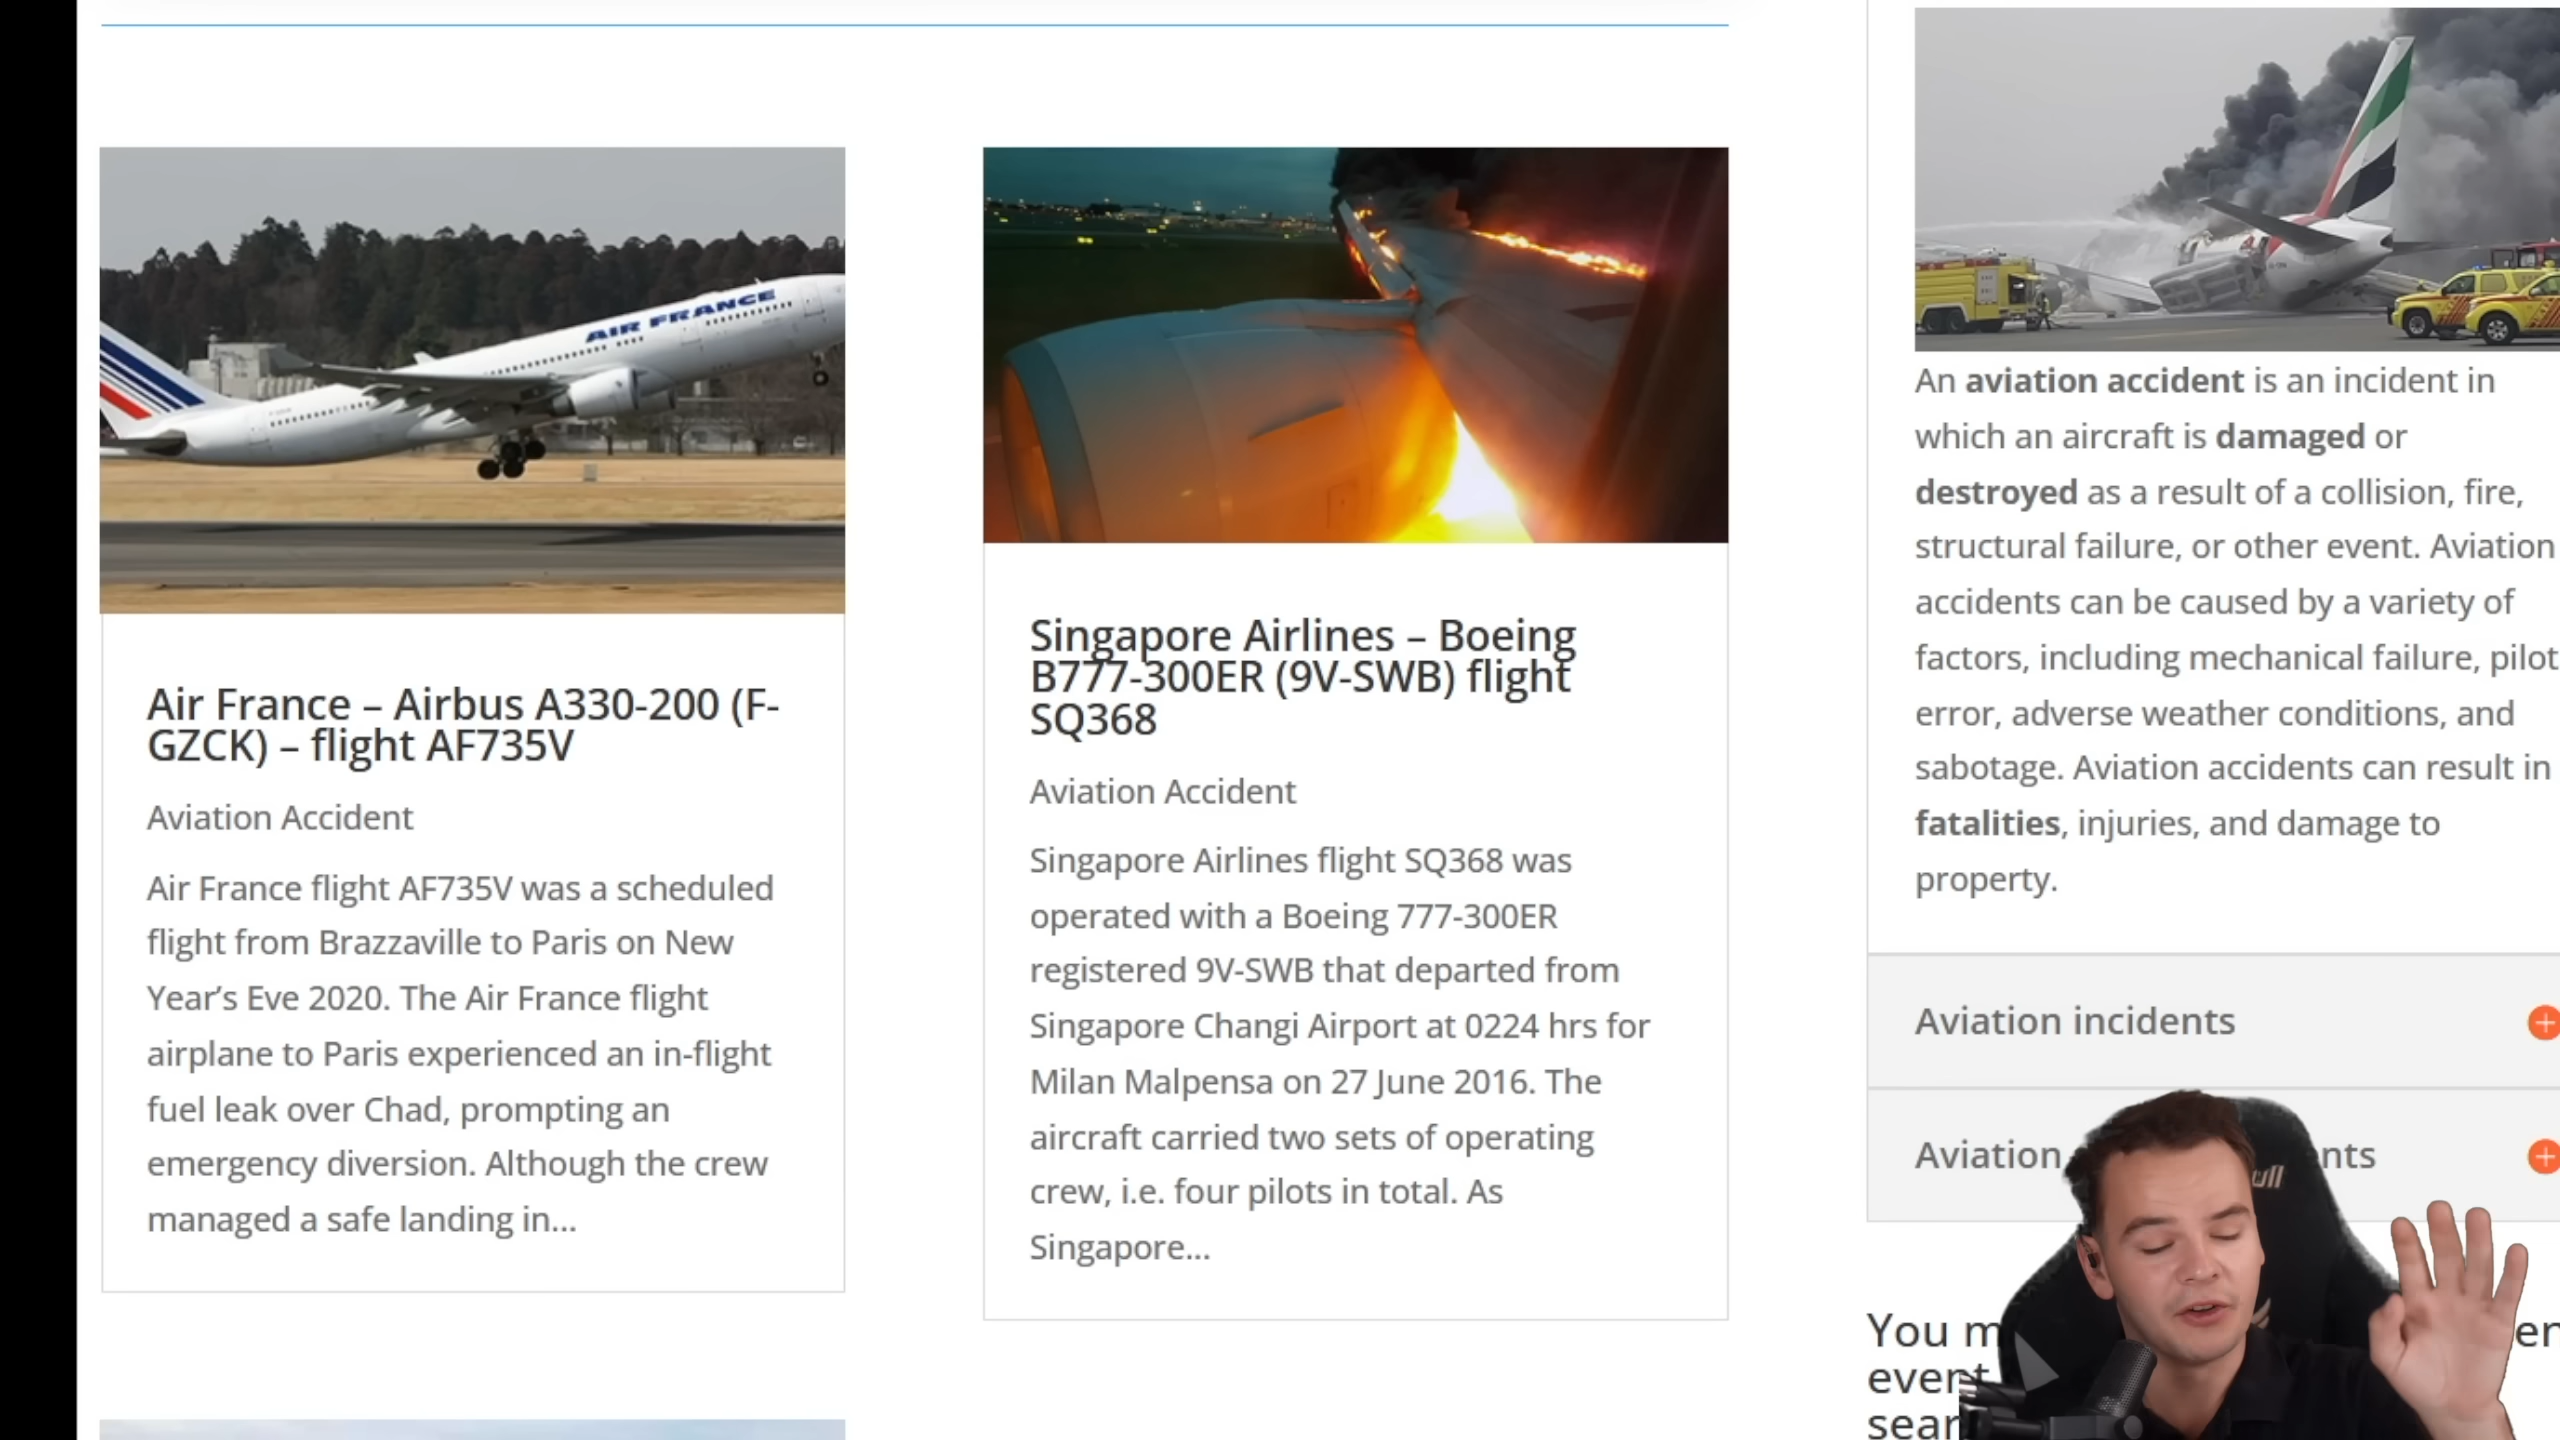 AIR FRANCE
Air France – Airbus A330-200 (F-
GZCK) – flight AF735V
Aviation Accident
Air France flight AF735V was a scheduled
flight from Brazzaville to Paris on New
Year’s Eve 2020. The Air France flight
airplane to Paris experienced an in-flight
fuel leak over Chad, prompting an
emergency diversion. Although the crew
managed a safe landing in...
Singapore Airlines – Boeing
B777-300ER (9V-SWB) flight
SQ368
Aviation Accident
Singapore Airlines flight SQ368 was
operated with a Boeing 777-300ER
registered 9V-SWB that departed from
Singapore Changi Airport at 0224 hrs for
Milan Malpensa on 27 June 2016. The
aircraft carried two sets of operating
crew, i.e. four pilots in total. As
Singapore...
An aviation accident is an incident in
which an aircraft is damaged or
destroyed as a result of a collision, fire,
structural failure, or other event. Aviation
accidents can be caused by a variety of
factors, including mechanical failure, pilot
error, adverse weather conditions, and
sabotage. Aviation accidents can result in
fatalities, injuries, and damage to
property.
Aviation incidents
Aviation
You
event